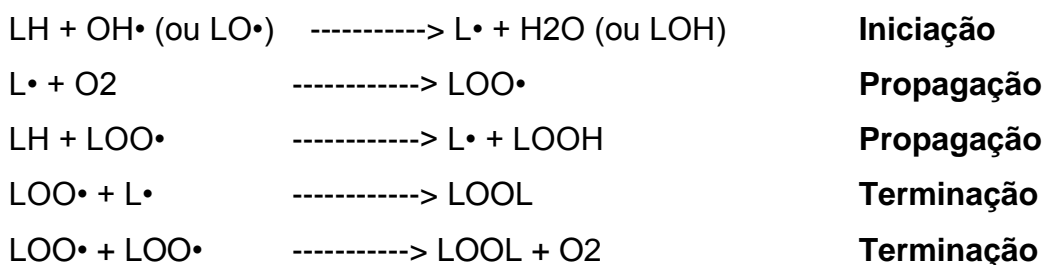 LH + OH• (ou LO•) -----------> L• + H2O (ou LOH) Iniciação
L• + O2 ------------> LOO• Propagação
LH + LOO• ------------> L• + LOOH Propagação
LOO• + L• ------------> LOOL Terminação
LOO• + LOO• -----------> LOOL + O2 Terminação